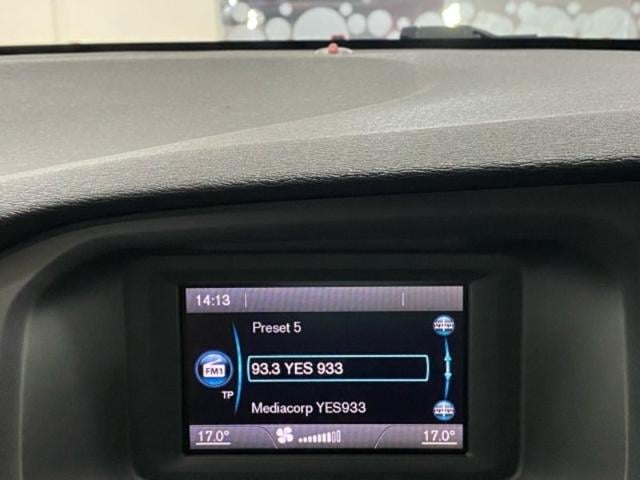 14:13
Preset 5
FM1
93.3 YES 933
TP
Mediacorp YES933
17.0°
17.0°